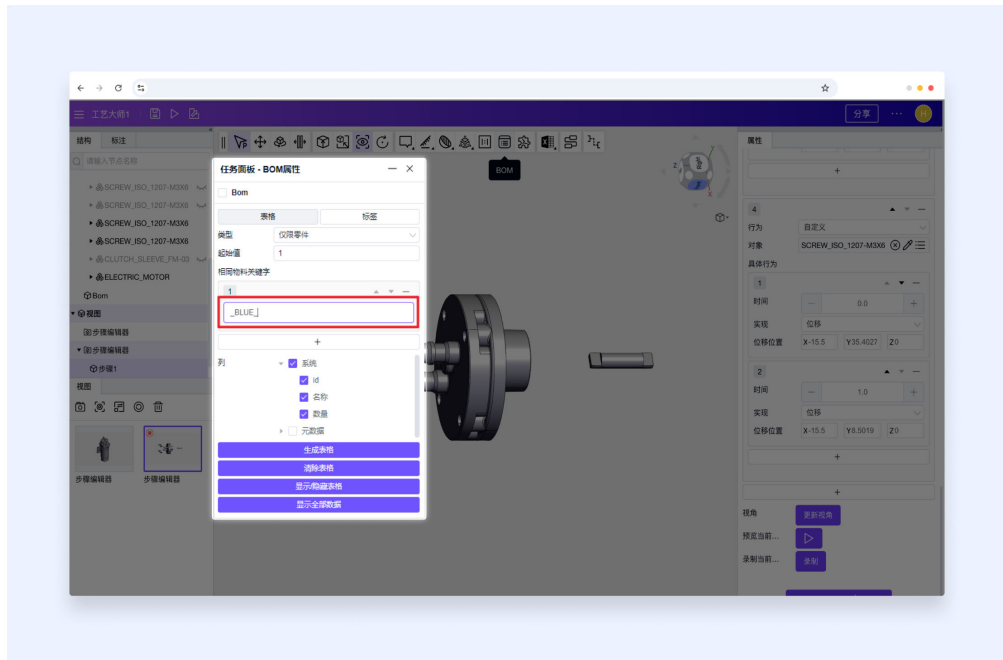 工艺大师1
分享
H
结构 标注
请输入节点名称
SCREW_ISO_1207-M3X6
SCREW_ISO_1207-M3X6
SCREW_ISO_1207-M3X6
SCREW_ISO_1207-M3X6
CLUTCH_SLEEVE_FM-03
ELECTRIC_MOTOR
Bom
视图
步骤编辑器
步骤编辑器
步骤1
视图
步骤编辑器 步骤编辑器
BOM
任务面板 - BOM属性
Bom
表格 标签
类型 仅限零件
起始值 1
相同物料关键字
1
_BLUE_
+
列 系统
id
名称
数量
元数据
生成表格
清除表格
显示/隐藏表格
显示全部数据
Z
Y
X
属性
+
4
行为 自定义
对象 SCREW_ISO_1207-M3X6
具体行为
1
时间 0.0
实现 位移
位移位置 X-15.5 Y35.4027 Z0
2
时间 1.0
实现 位移
位移位置 X-15.5 Y8.5019 Z0
+
+
视角 更新视角
预览当前...
录制当前... 录制